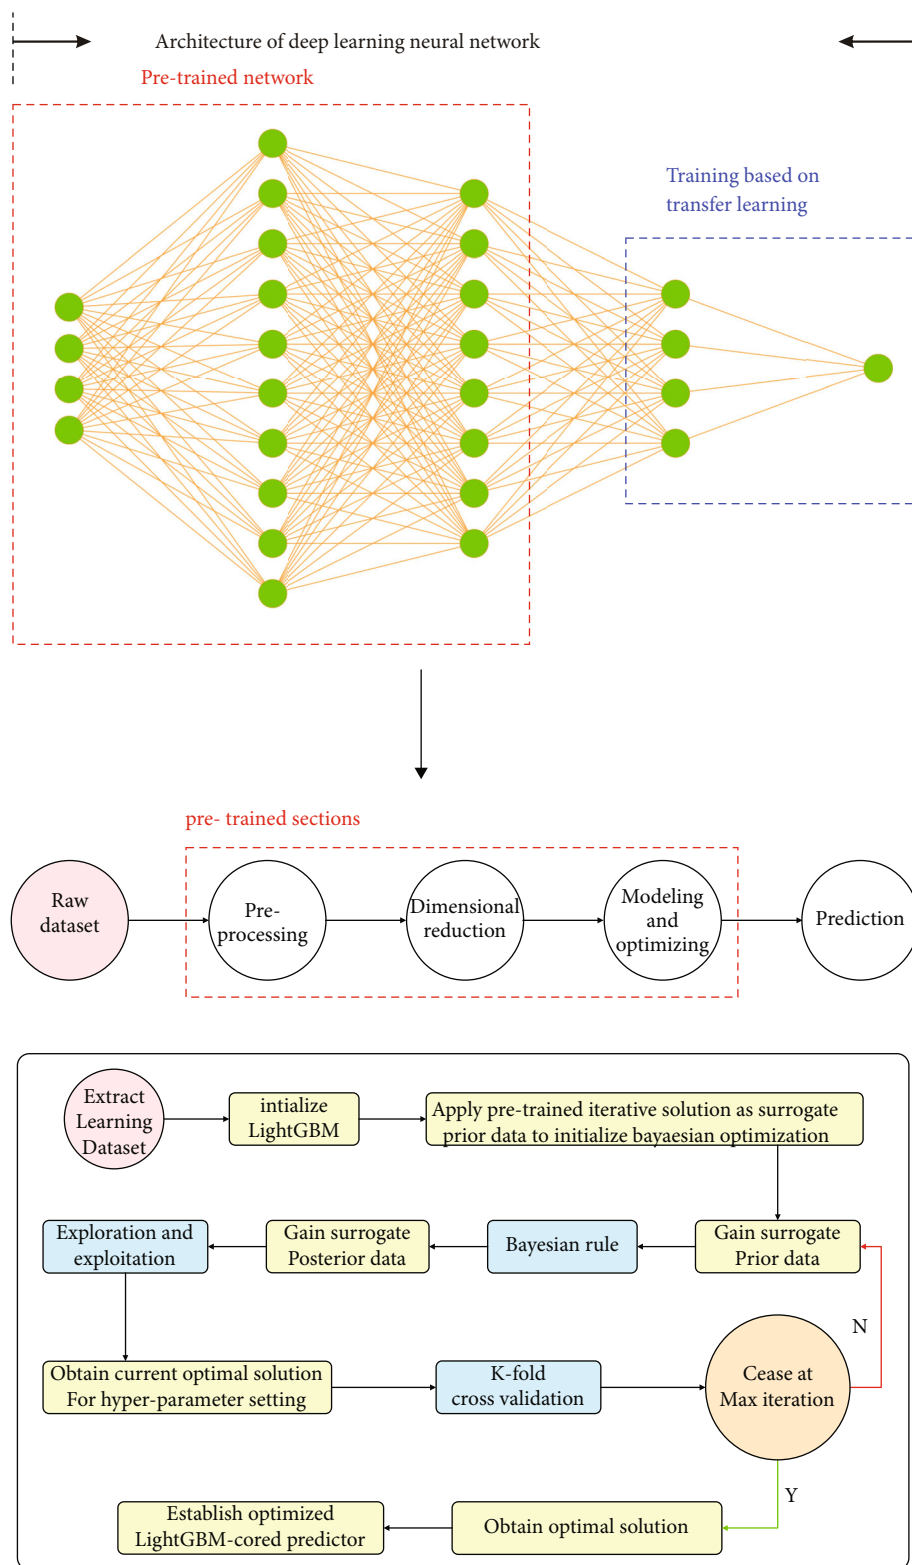 Architecture of deep learning neural network
Pre-trained network
Training based on
transfer learning
pre- trained sections
Raw
dataset
Pre-
processing
Dimensional
reduction
Modeling
and
optimizing
Prediction
Extract
Learning
Dataset
intialize
LightGBM
Apply pre-trained iterative solution as surrogate
prior data to initialize bayaesian optimization
Exploration and
exploitation
Gain surrogate
Posterior data
Bayesian rule
Gain surrogate
Prior data
N
Obtain current optimal solution
For hyper-parameter setting
K-fold
cross validation
Cease at
Max iteration
Y
Establish optimized
LightGBM-cored predictor
Obtain optimal solution